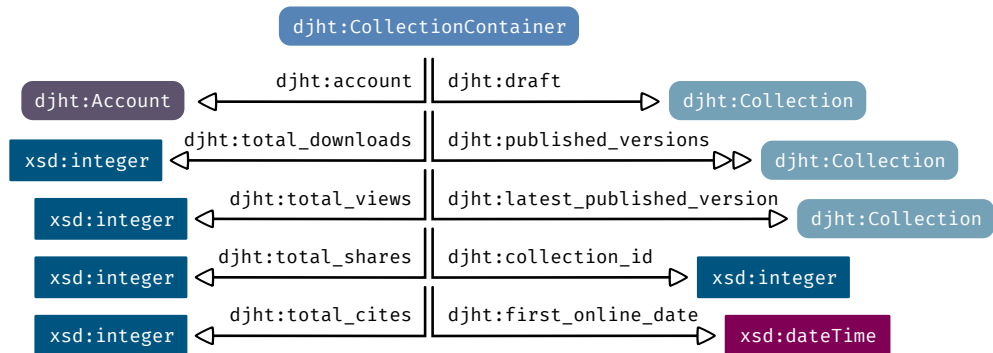 djht:CollectionContainer
djht:account djht:draft
djht:Account djht:Collection
djht:total_downloads djht:published_versions
xsd:integer djht:Collection
djht:total_views djht:latest_published_version
xsd:integer djht:Collection
djht:total_shares djht:collection_id
xsd:integer xsd:integer
djht:total_cites djht:first_online_date
xsd:integer xsd:dateTime